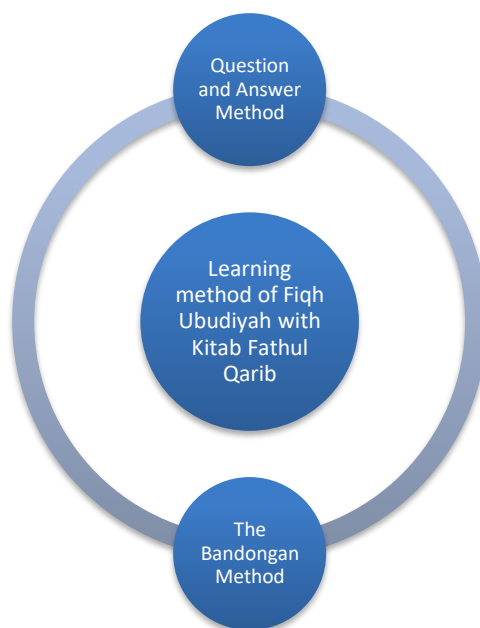 Question
and Answer
Method
Learning
method of Fiqh
Ubudiyah with
Kitab Fathul
Qarib
The
Bandongan
Method